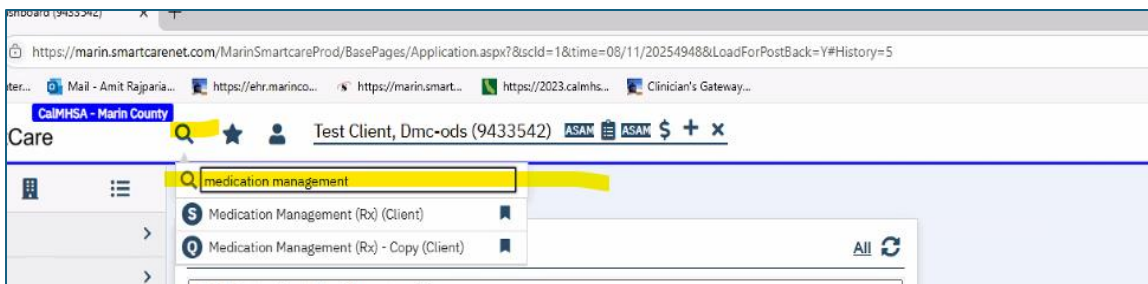 shboard (9433542) X +
https://marin.smartcarenet.com/MarinSmartcareProd/BasePages/Application.aspx?&scId=1&time=08/11/20254948&LoadForPostBack=Y#History=5
ter... Mail - Amit Rajparia... https://ehr.marinco... https://marin.smart... https://2023.calmhs... Clinician's Gateway...
CalMHSA - Marin County
Care Test Client, Dmc-ods (9433542) ASAM ASAM $ + ×
medication management
S Medication Management (Rx) (Client)
Q Medication Management (Rx) - Copy (Client)
All